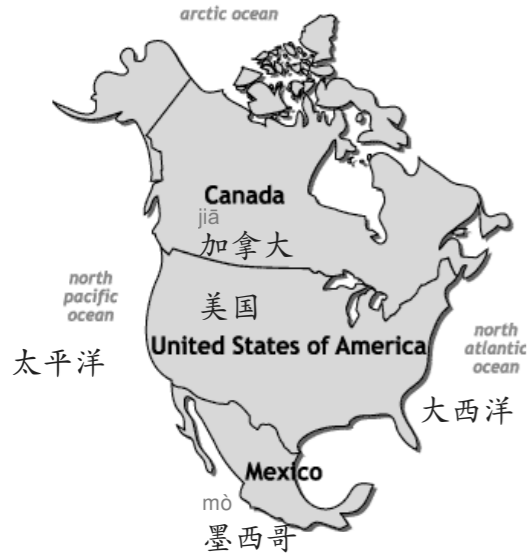 arctic ocean
Canada
jiā
加拿大
north
pacific
ocean
美国
United States of America
太平洋
north
atlantic
ocean
大西洋
Mexico
mò
墨西哥